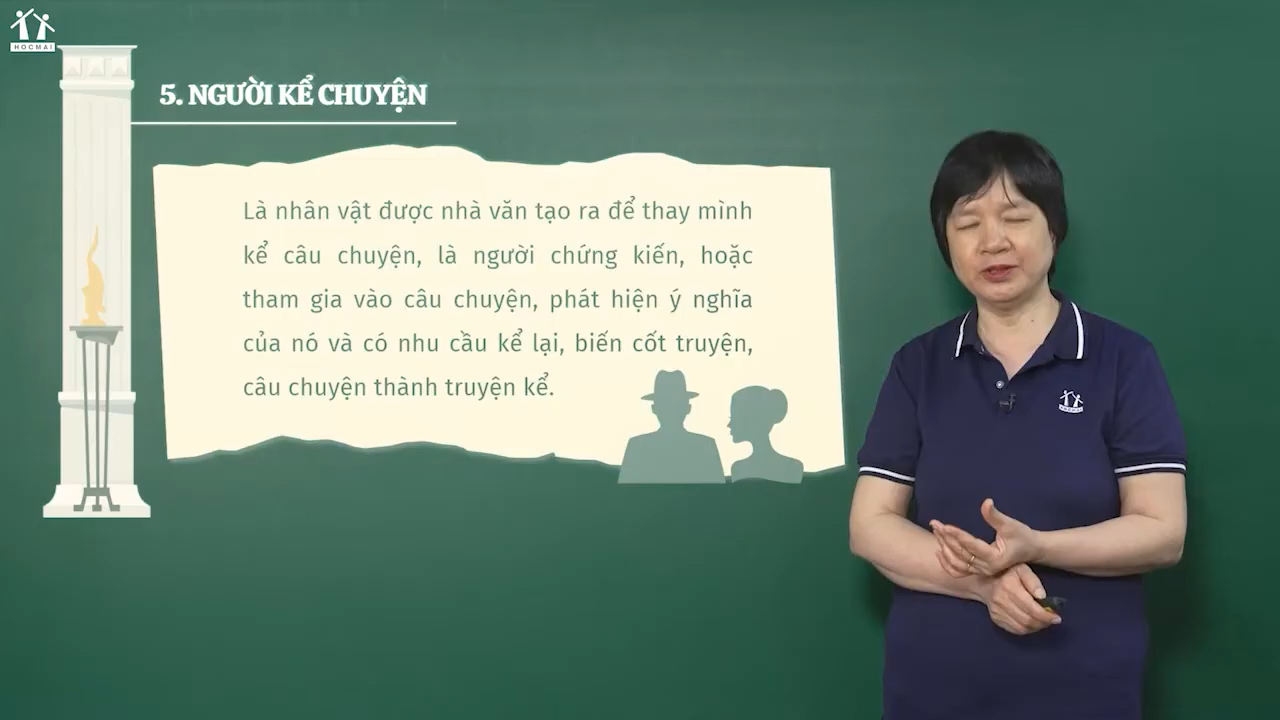 HOCMAI
5. NGƯỜI KỂ CHUYỆN
Là nhân vật được nhà văn tạo ra để thay mình
kể câu chuyện, là người chứng kiến, hoặc
tham gia vào câu chuyện, phát hiện ý nghĩa
của nó và có nhu cầu kể lại, biến cốt truyện,
câu chuyện thành truyện kể.
HOCMAI